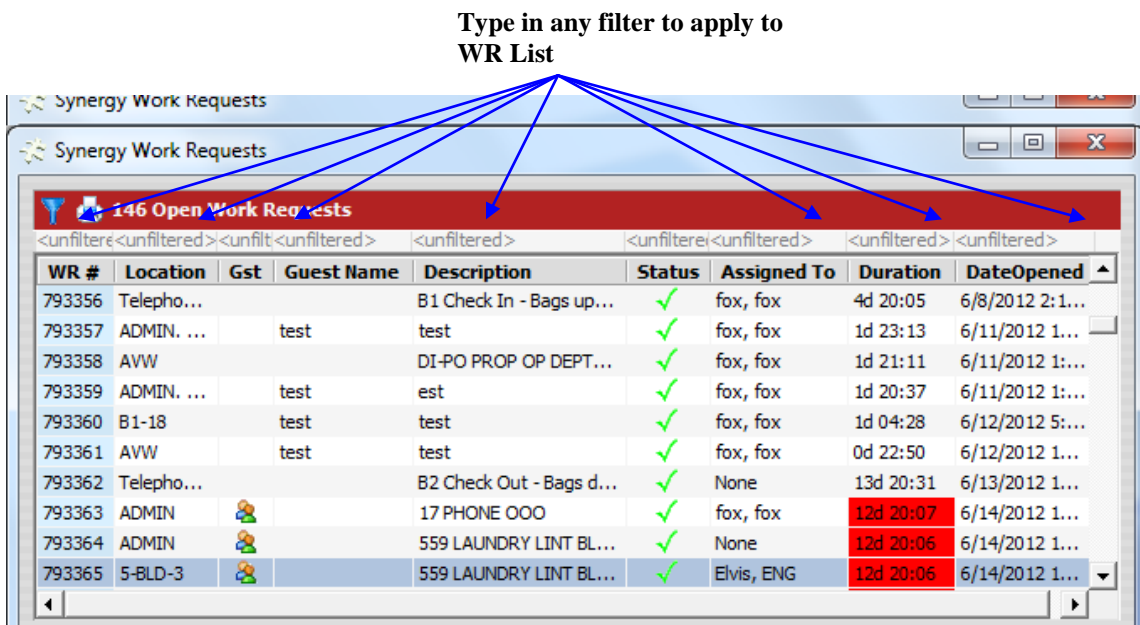 Type in any filter to apply to
WR List
Synergy Work Requests
Synergy Work Requests
146 Open Work Requests
<unfiltere <unfiltered> <unfilt <unfiltered> <unfiltered> <unfiltere <unfiltered> <unfiltered> <unfiltered>
WR # Location Gst Guest Name Description Status Assigned To Duration DateOpened
793356 Telepho... B1 Check In - Bags up... fox, fox 4d 20:05 6/8/2012 2:1...
793357 ADMIN. ... test test fox, fox 1d 23:13 6/11/2012 1...
793358 AVW DI-PO PROP OP DEPT... fox, fox 1d 21:11 6/11/2012 1:...
793359 ADMIN. ... test est fox, fox 1d 20:37 6/11/2012 1:...
793360 B1-18 test test fox, fox 1d 04:28 6/12/2012 5:...
793361 AVW test test fox, fox 0d 22:50 6/12/2012 1...
793362 Telepho... B2 Check Out - Bags d... None 13d 20:31 6/13/2012 1...
793363 ADMIN 17 PHONE OOO fox, fox 12d 20:07 6/14/2012 1...
793364 ADMIN 559 LAUNDRY LINT BL... None 12d 20:06 6/14/2012 1...
793365 5-BLD-3 559 LAUNDRY LINT BL... Elvis, ENG 12d 20:06 6/14/2012 1...